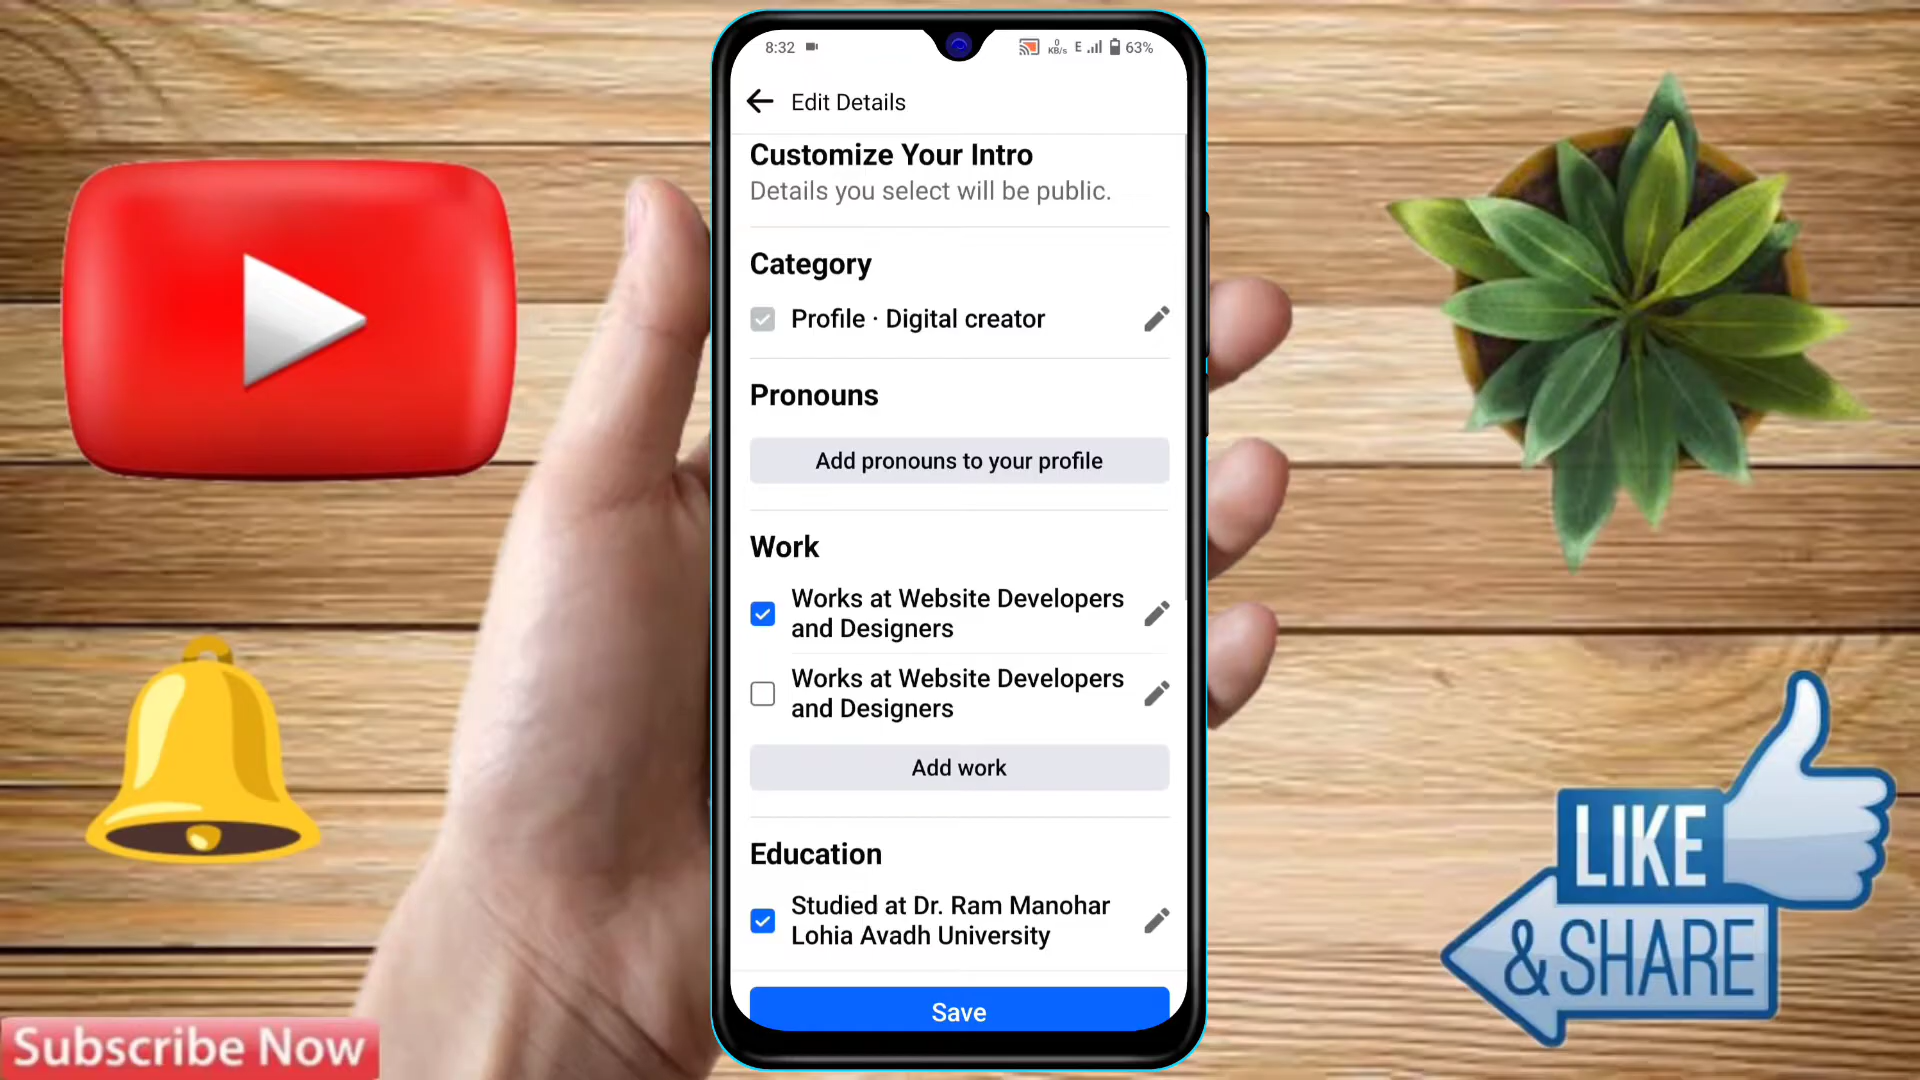 8:32
0
KB/s
E
63%
Edit Details
Customize Your Intro
Details you select will be public.
Category
Profile · Digital creator
Pronouns
Add pronouns to your profile
Work
Works at Website Developers
and Designers
Works at Website Developers
and Designers
Add work
Education
Studied at Dr. Ram Manohar
Lohia Avadh University
Save
LIKE
& SHARE
Subscribe Now